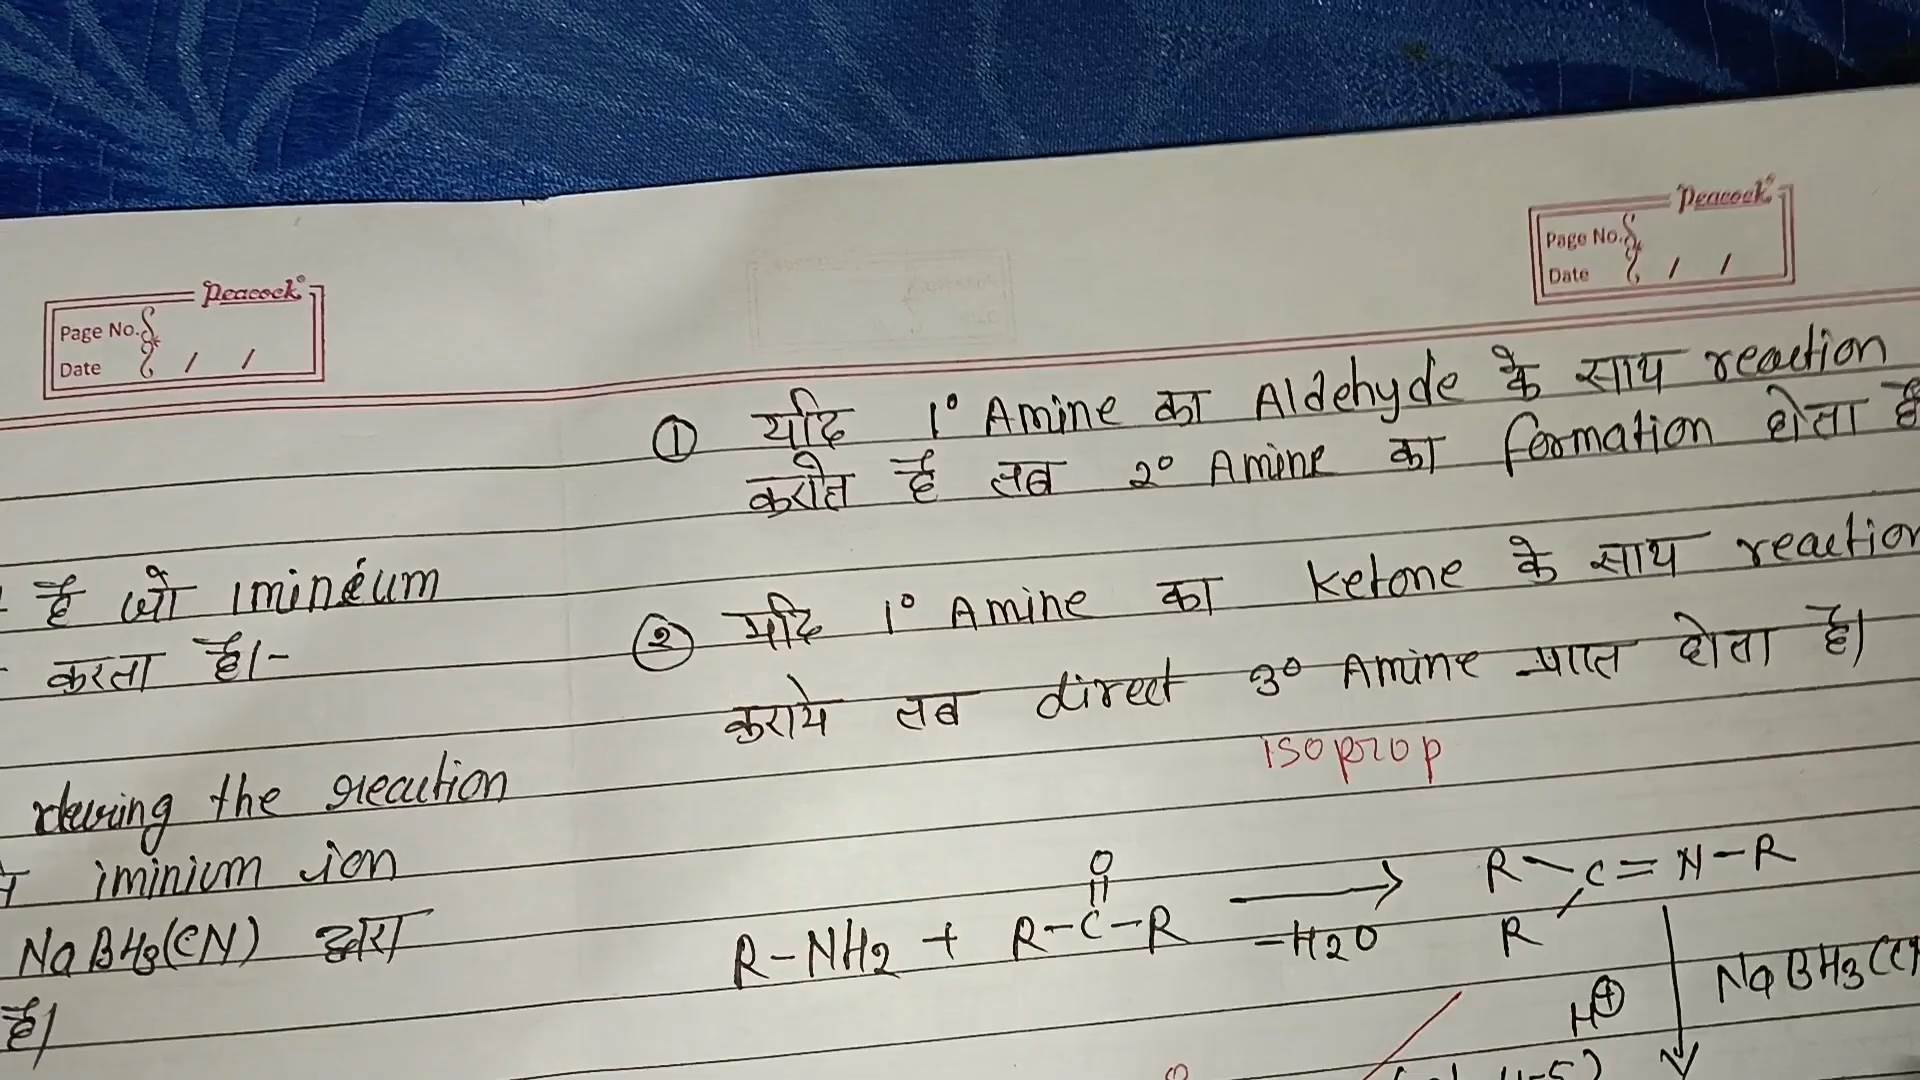 Peacock
Page No.
Date / /
है जो iminium
करता है।-
during the reaction
iminium ion
NaBH3(CN) द्वारा
है।
Peacock
Page No.
Date / /
① यदि 1° Amine का Aldehyde के साथ reaction
कराते है तब 2° Amine का formation होता है
② यदि 1° Amine का ketone के साथ reaction
कराये तब direct 3° Amine प्राप्त होता है।
isoprop
O
R-NH2 + R-C-R → R C=N-R
-H2O R
H⊕ NaBH3(C